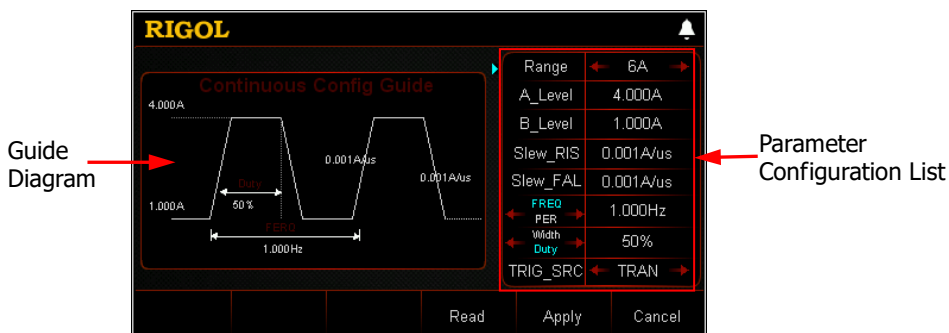 RIGOL
Continuous Config Guide
4.000A
0.001A/us
0.001A/us
Duty
50%
1.000A
FERQ
1.000Hz
Guide
Diagram
Range 6A
A_Level 4.000A
B_Level 1.000A
Slew_RIS 0.001A/us
Slew_FAL 0.001A/us
FREQ
PER
1.000Hz
Width
Duty
50%
TRIG_SRC TRAN
Parameter
Configuration List
Read Apply Cancel